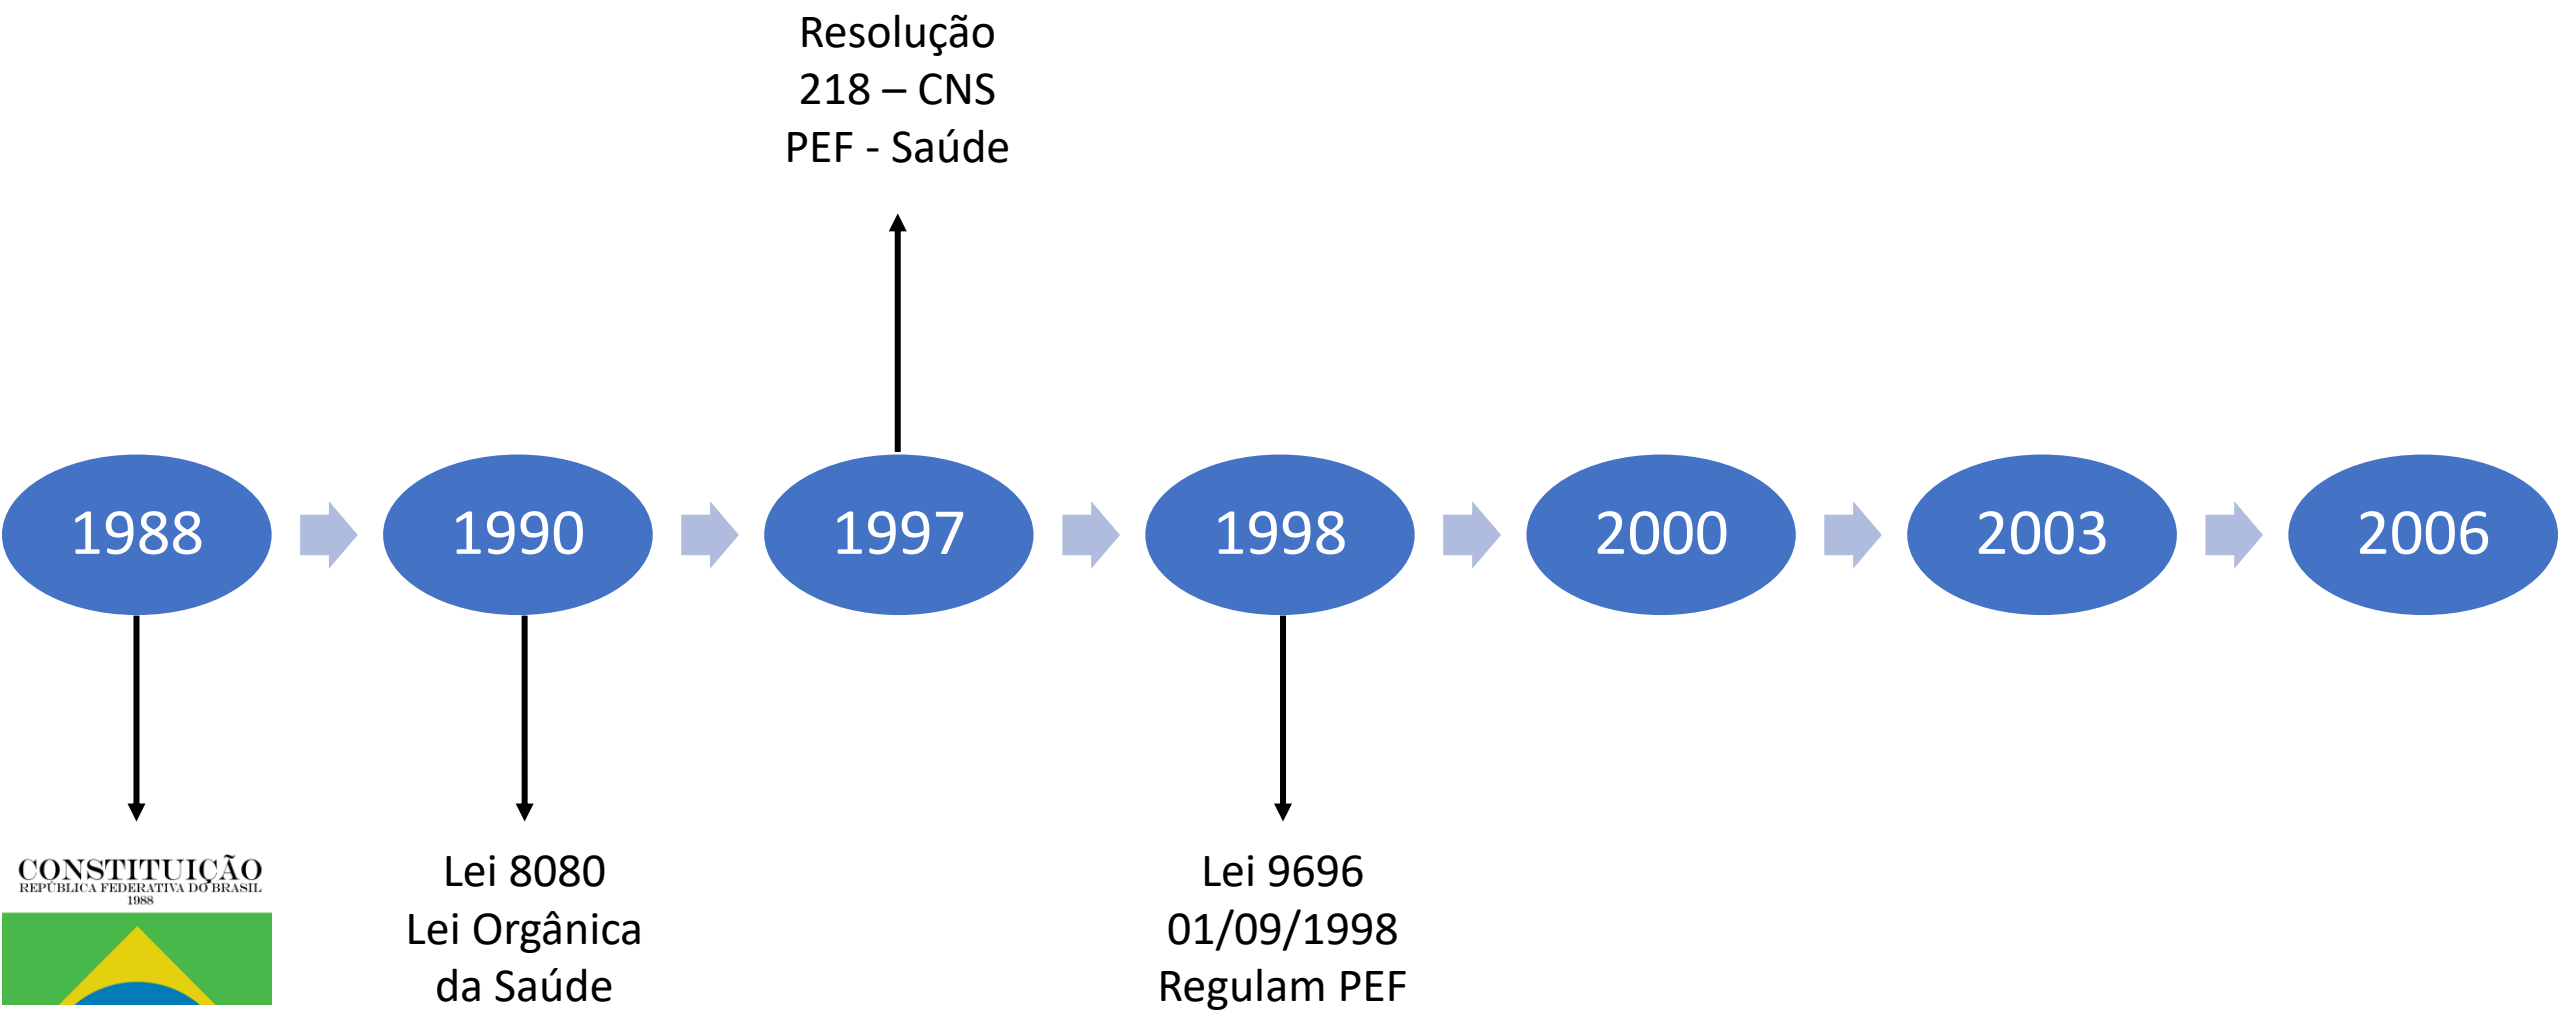 Resolução
218 – CNS
PEF - Saúde
1988
1990
1997
1998
2000
2003
2006
CONSTITUIÇÃO
REPÚBLICA FEDERATIVA DO BRASIL
1988
Lei 8080
Lei Orgânica
da Saúde
Lei 9696
01/09/1998
Regulam PEF